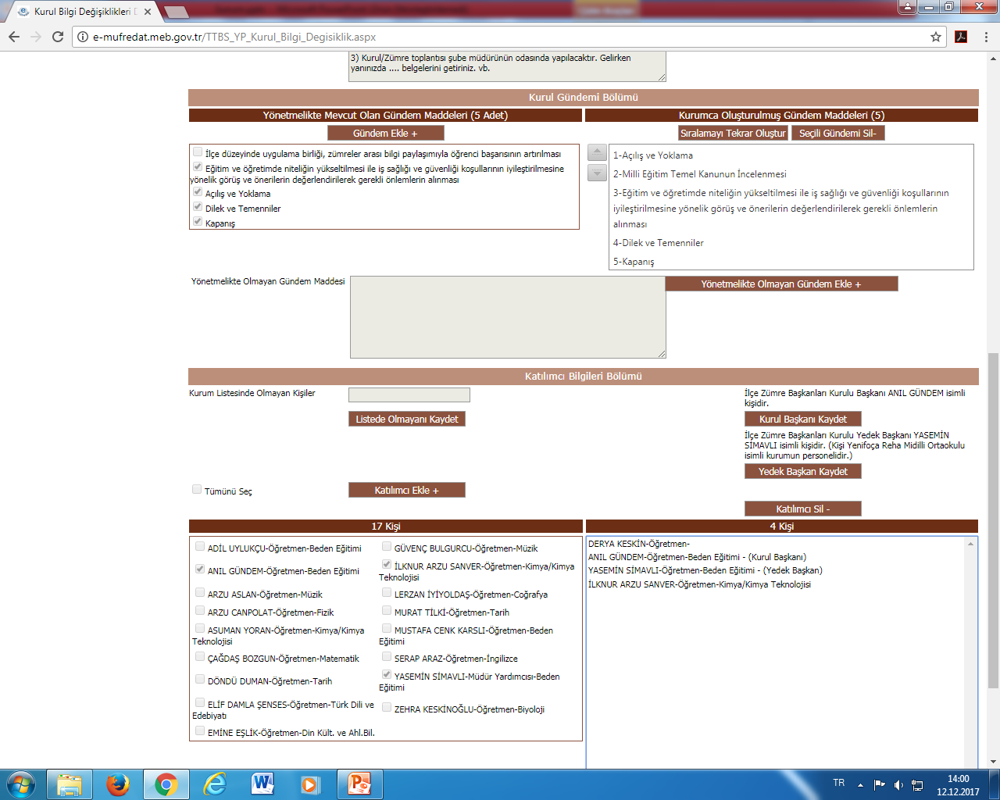 Kurul Bilgi Değişiklikleri D
e-mufredat.meb.gov.tr/TTBS_YP_Kurul_Bilgi_Degisiklik.aspx
3) Kurul/Zümre toplantısı şube müdürünün odasında yapılacaktır. Gelirken
yanınızda .... belgelerini getiriniz. vb.
Kurul Gündemi Bölümü
Yönetmelikte Mevcut Olan Gündem Maddeleri (5 Adet)
Gündem Ekle +
İlçe düzeyinde uygulama birliği, zümreler arası bilgi paylaşımıyla öğrenci başarısının artırılması
Eğitim ve öğretimde niteliğin yükseltilmesi ile iş sağlığı ve güvenliği koşullarının iyileştirilmesine
yönelik görüş ve önerilerin değerlendirilerek gerekli önlemlerin alınması
Açılış ve Yoklama
Dilek ve Temenniler
Kapanış
Kurumca Oluşturulmuş Gündem Maddeleri (5)
Sıralamayı Tekrar Oluştur
Seçili Gündemi Sil-
1-Açılış ve Yoklama
2-Milli Eğitim Temel Kanunun İncelenmesi
3-Eğitim ve öğretimde niteliğin yükseltilmesi ile iş sağlığı ve güvenliği koşullarının
iyileştirilmesine yönelik görüş ve önerilerin değerlendirilerek gerekli önlemlerin
alınması
4-Dilek ve Temenniler
5-Kapanış
Yönetmelikte Olmayan Gündem Maddesi
Yönetmelikte Olmayan Gündem Ekle +
Katılımcı Bilgileri Bölümü
Kurum Listesinde Olmayan Kişiler
Listede Olmayanı Kaydet
İlçe Zümre Başkanları Kurulu Başkanı ANIL GÜNDEM isimli
kişidir.
Kurul Başkanı Kaydet
İlçe Zümre Başkanları Kurulu Yedek Başkanı YASEMİN
SİMAVLI isimli kişidir. (Kişi Yenifoça Reha Midilli Ortaokulu
isimli kurumun personelidir.)
Yedek Başkan Kaydet
Tümünü Seç
Katılımcı Ekle +
Katılımcı Sil -
17 Kişi
ADİL UYLUKÇU-Öğretmen-Beden Eğitimi
ANIL GÜNDEM-Öğretmen-Beden Eğitimi
ARZU ASLAN-Öğretmen-Müzik
ARZU CANPOLAT-Öğretmen-Fizik
ASUMAN YORAN-Öğretmen-Kimya/Kimya
Teknolojisi
ÇAĞDAŞ BOZGUN-Öğretmen-Matematik
DÖNDÜ DUMAN-Öğretmen-Tarih
ELİF DAMLA ŞENSES-Öğretmen-Türk Dili ve
Edebiyatı
EMİNE EŞLİK-Öğretmen-Din Kült. ve Ahl.Bil.
GÜVENÇ BULGURCU-Öğretmen-Müzik
İLKNUR ARZU SANVER-Öğretmen-Kimya/Kimya
Teknolojisi
LERZAN İYİYOLDAŞ-Öğretmen-Coğrafya
MURAT TİLKİ-Öğretmen-Tarih
MUSTAFA CENK KARSLI-Öğretmen-Beden
Eğitimi
SERAP ARAZ-Öğretmen-İngilizce
YASEMİN SİMAVLI-Müdür Yardımcısı-Beden
Eğitimi
ZEHRA KESKİNOĞLU-Öğretmen-Biyoloji
4 Kişi
DERYA KESKİN-Öğretmen-
ANIL GÜNDEM-Öğretmen-Beden Eğitimi - (Kurul Başkanı)
YASEMİN SİMAVLI-Öğretmen-Beden Eğitimi - (Yedek Başkan)
İLKNUR ARZU SANVER-Öğretmen-Kimya/Kimya Teknolojisi
TR
14:00
12.12.2017